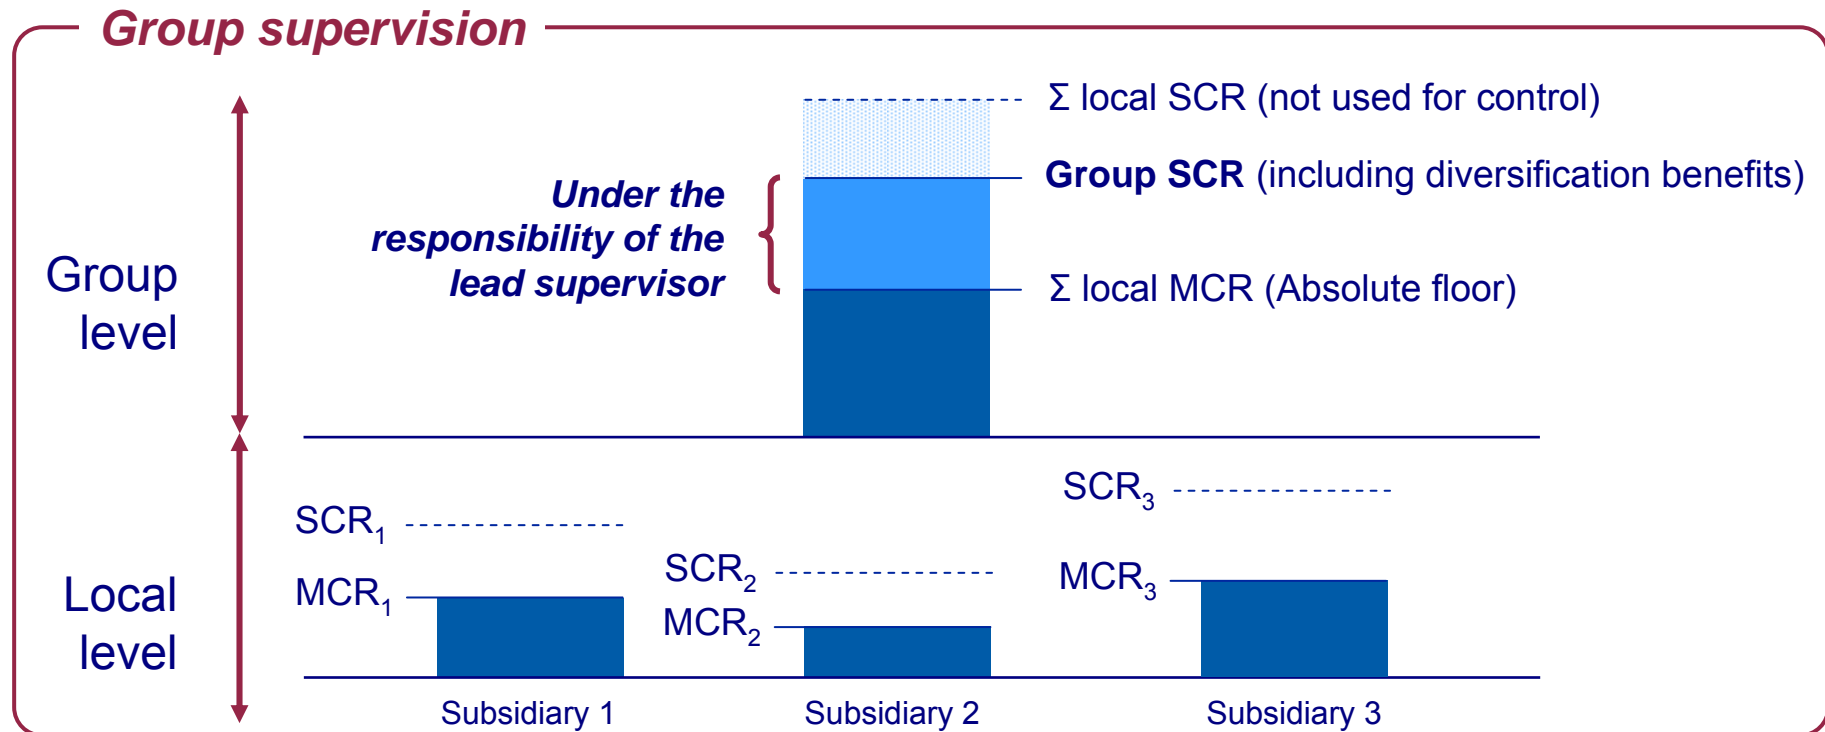 Group supervision
Σ local SCR (not used for control)
Group SCR (including diversification benefits)
Under the
responsibility of the
lead supervisor
Σ local MCR (Absolute floor)
Group
level
SCR₃
SCR₁
SCR₂
MCR₃
MCR₁
MCR₂
Local
level
Subsidiary 1
Subsidiary 2
Subsidiary 3